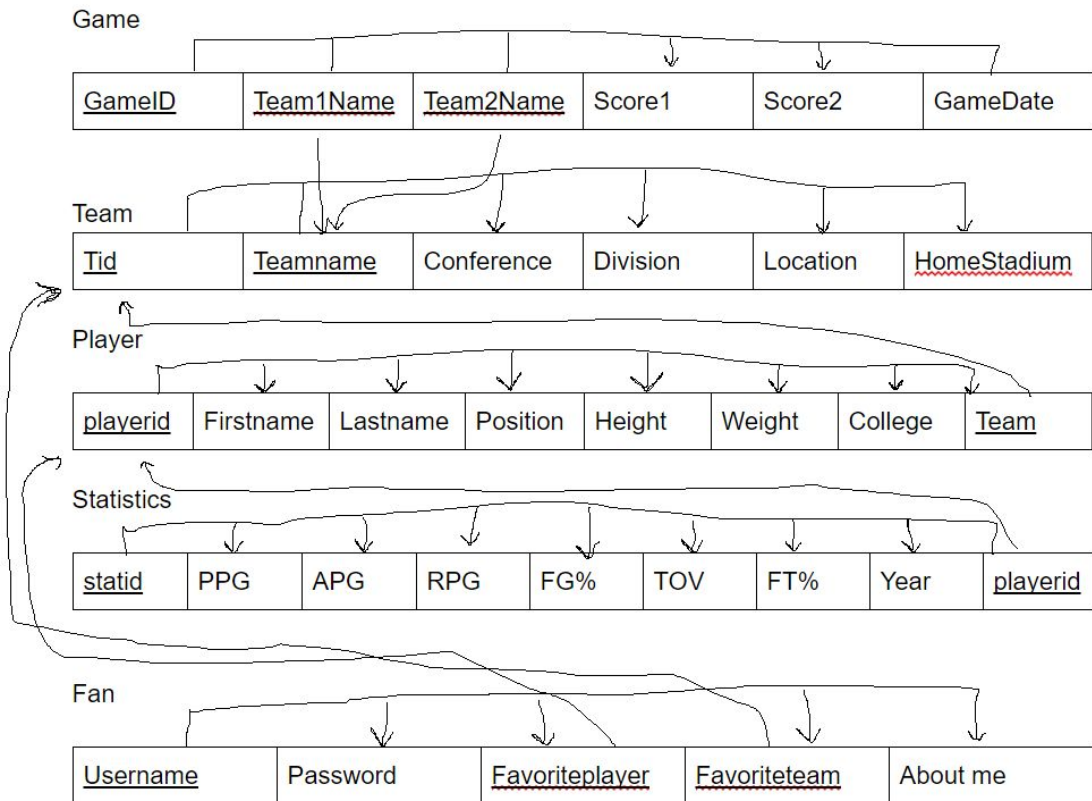 Game
GameID Team1Name Team2Name Score1 Score2 GameDate
Team
Tid Teamname Conference Division Location HomeStadium
Player
playerid Firstname Lastname Position Height Weight College Team
Statistics
statid PPG APG RPG FG% TOV FT% Year playerid
Fan
Username Password Favoriteplayer Favoriteteam About me